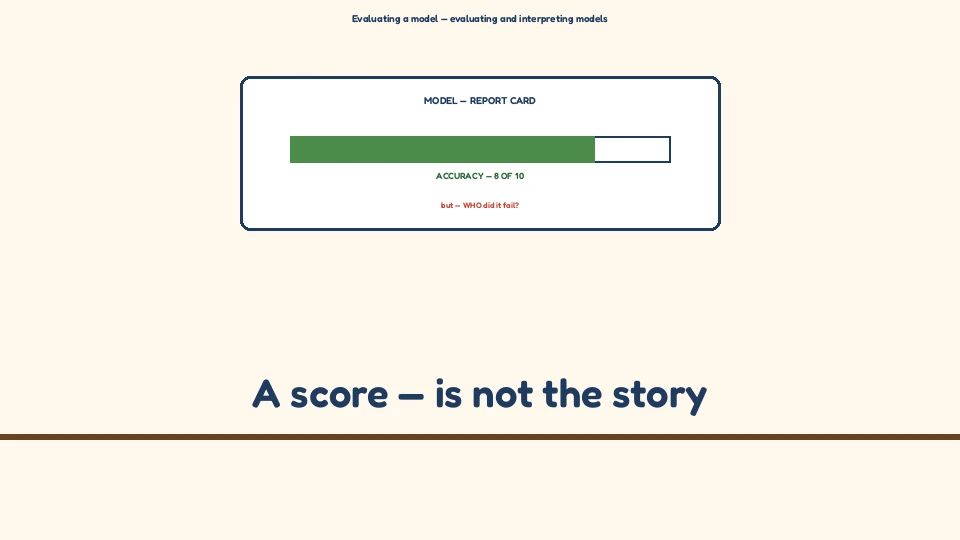 Evaluating a model — evaluating and interpreting models
MODEL — REPORT CARD
ACCURACY — 8 OF 10
but — WHO did it fail?
A score — is not the story